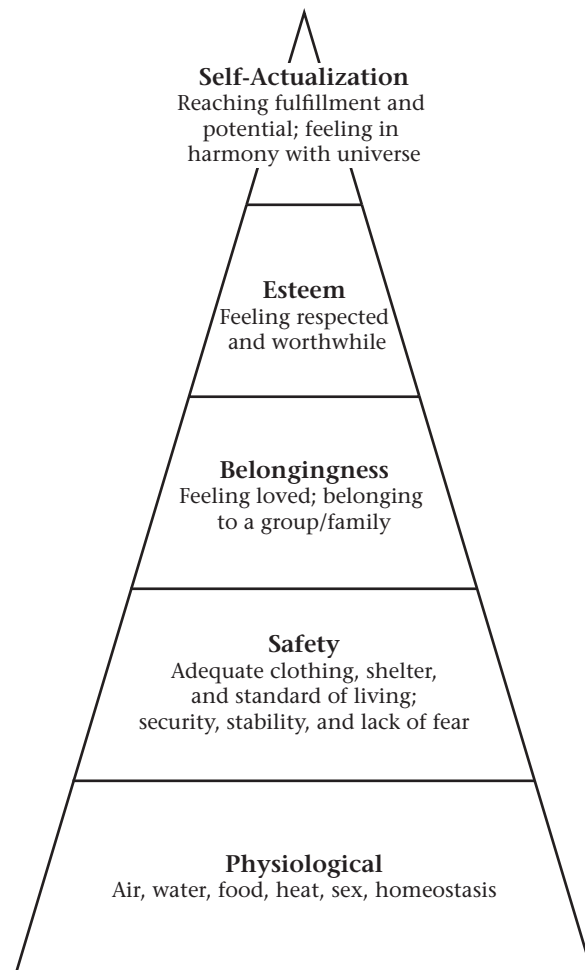 Self-Actualization
Reaching fulfillment and
potential; feeling in
harmony with universe
Esteem
Feeling respected
and worthwhile
Belongingness
Feeling loved; belonging
to a group/family
Safety
Adequate clothing, shelter,
and standard of living;
security, stability, and lack of fear
Physiological
Air, water, food, heat, sex, homeostasis